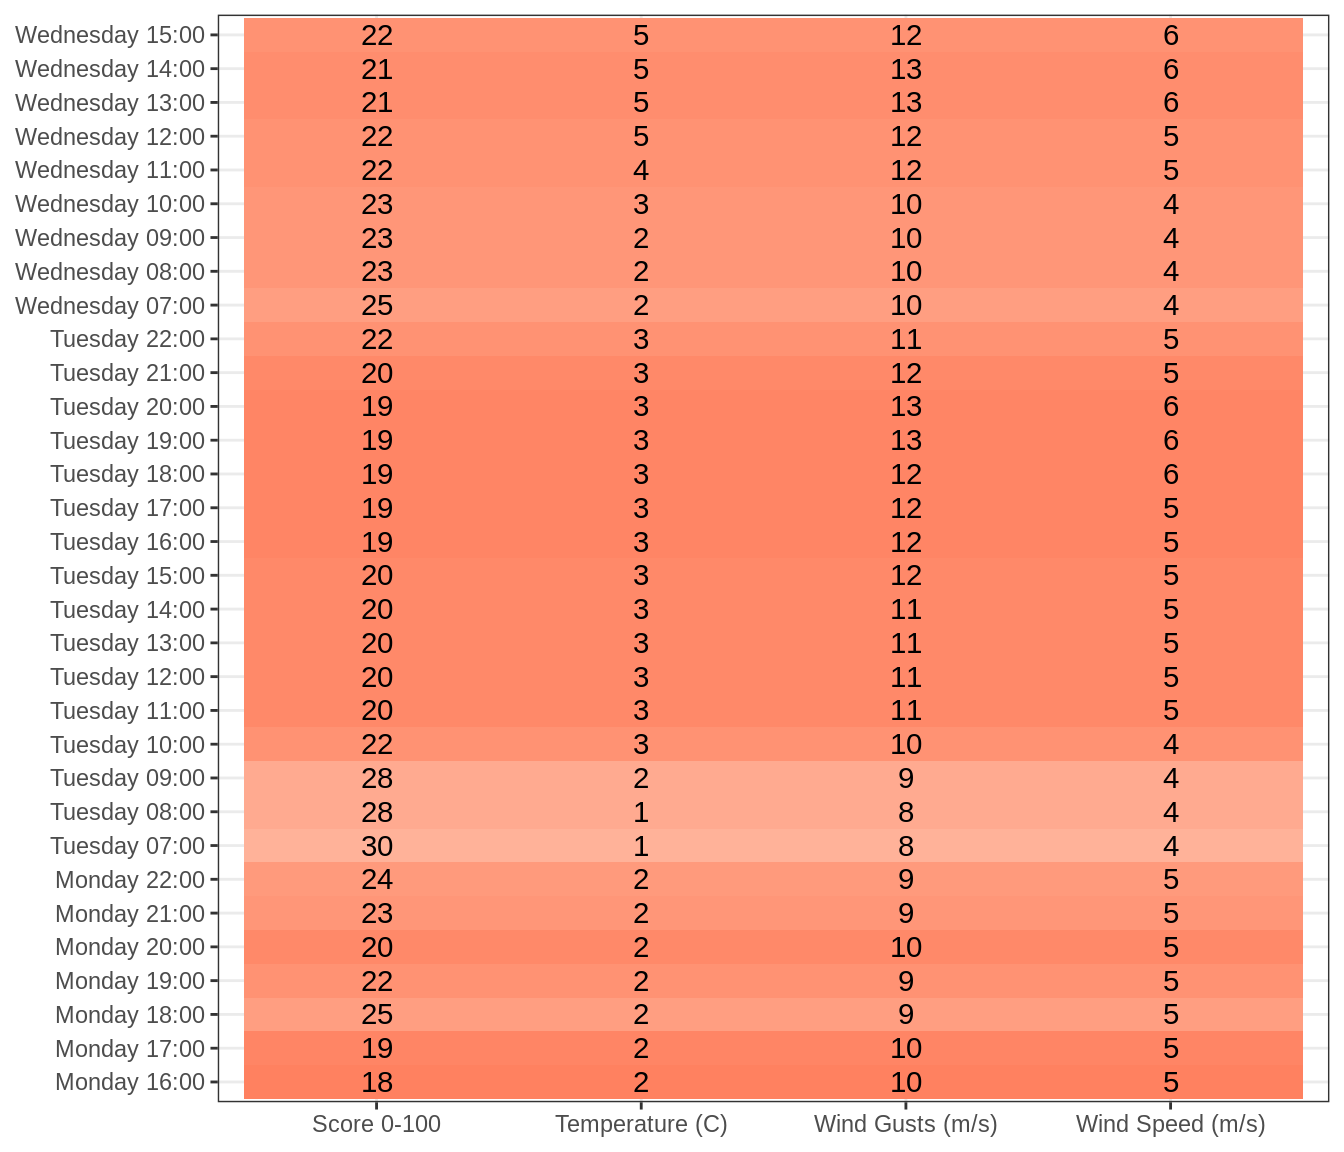 Wednesday 15:00 22 5 12 6
Wednesday 14:00 21 5 13 6
Wednesday 13:00 21 5 13 6
Wednesday 12:00 22 5 12 5
Wednesday 11:00 22 4 12 5
Wednesday 10:00 23 3 10 4
Wednesday 09:00 23 2 10 4
Wednesday 08:00 23 2 10 4
Wednesday 07:00 25 2 10 4
Tuesday 22:00 22 3 11 5
Tuesday 21:00 20 3 12 5
Tuesday 20:00 19 3 13 6
Tuesday 19:00 19 3 13 6
Tuesday 18:00 19 3 12 6
Tuesday 17:00 19 3 12 5
Tuesday 16:00 19 3 12 5
Tuesday 15:00 20 3 12 5
Tuesday 14:00 20 3 11 5
Tuesday 13:00 20 3 11 5
Tuesday 12:00 20 3 11 5
Tuesday 11:00 20 3 11 5
Tuesday 10:00 22 3 10 4
Tuesday 09:00 28 2 9 4
Tuesday 08:00 28 1 8 4
Tuesday 07:00 30 1 8 4
Monday 22:00 24 2 9 5
Monday 21:00 23 2 9 5
Monday 20:00 20 2 10 5
Monday 19:00 22 2 9 5
Monday 18:00 25 2 9 5
Monday 17:00 19 2 10 5
Monday 16:00 18 2 10 5
Score 0-100 Temperature (C) Wind Gusts (m/s) Wind Speed (m/s)